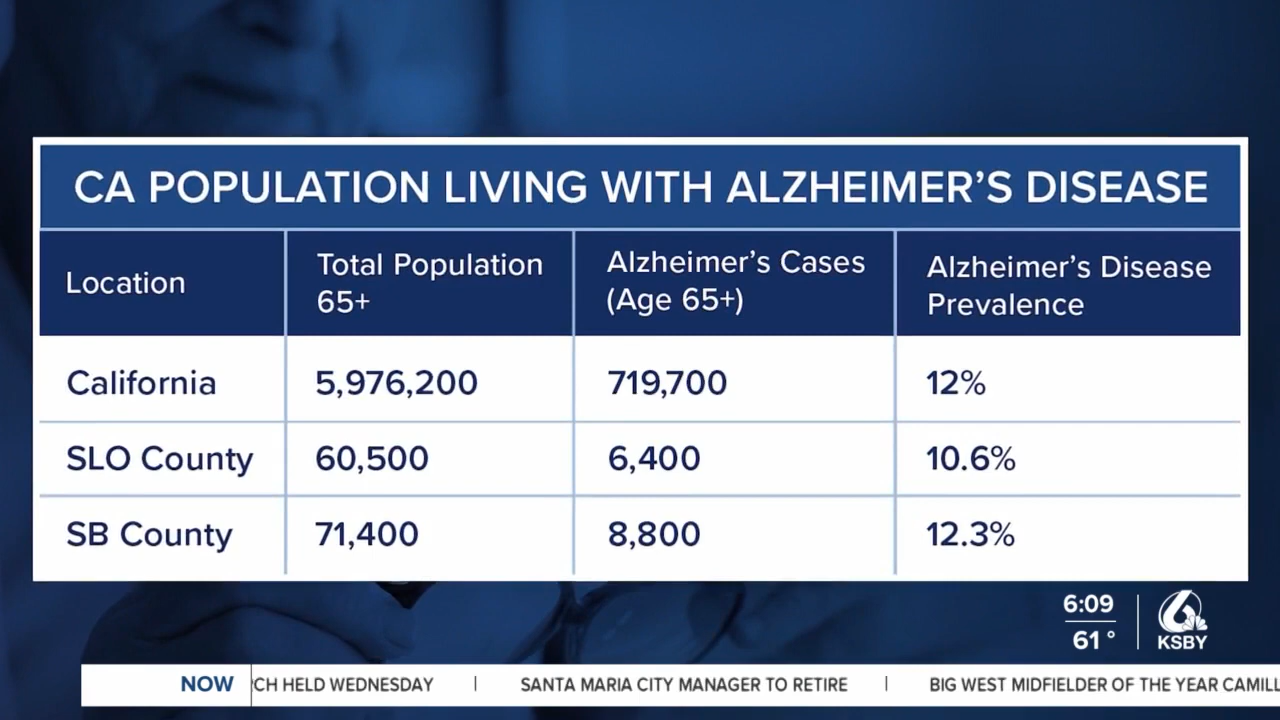 CA POPULATION LIVING WITH ALZHEIMER'S DISEASE
Location
Total Population
65+
Alzheimer's Cases
(Age 65+)
Alzheimer's Disease
Prevalence
California 5,976,200 719,700 12%
SLO County 60,500 6,400 10.6%
SB County 71,400 8,800 12.3%
6:09
61°
6
KSBY
NOW HELD WEDNESDAY | SANTA MARIA CITY MANAGER TO RETIRE | BIG WEST MIDFIELDER OF THE YEAR